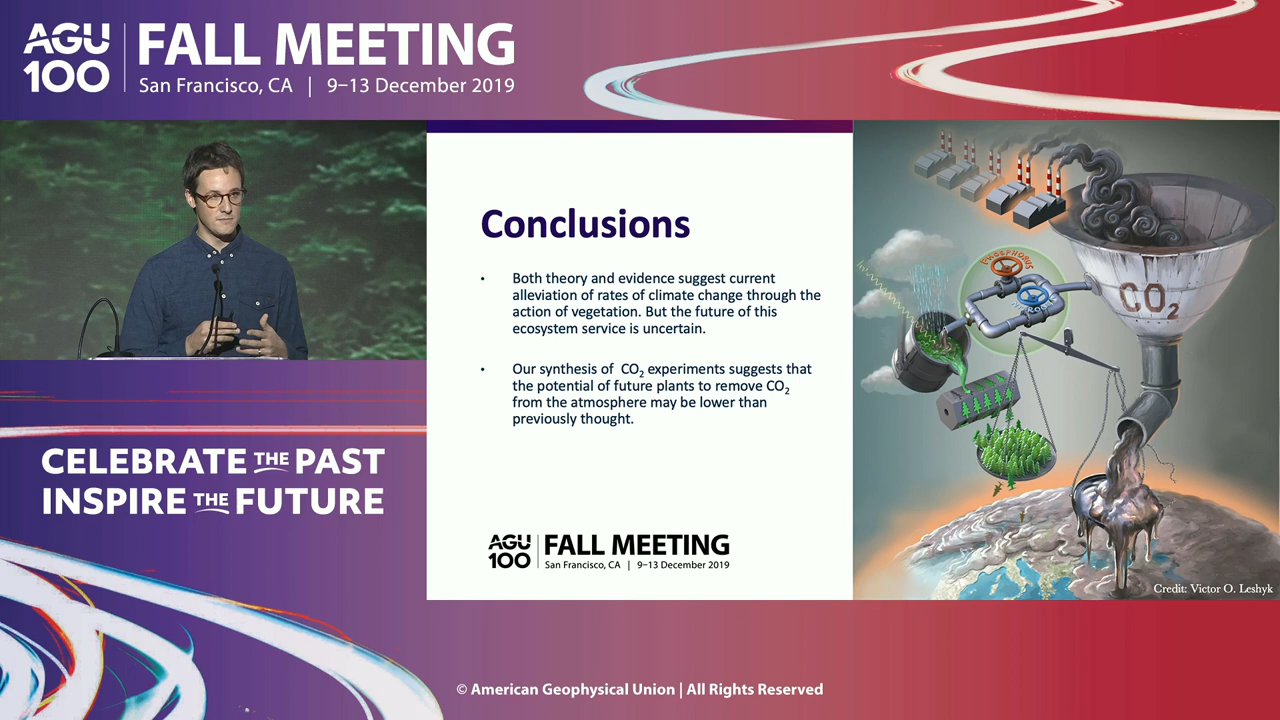 AGU 100 FALL MEETING
San Francisco, CA | 9–13 December 2019
CELEBRATE THE PAST
INSPIRE THE FUTURE
Conclusions
• Both theory and evidence suggest current
alleviation of rates of climate change through the
action of vegetation. But the future of this
ecosystem service is uncertain.
• Our synthesis of CO₂ experiments suggests that
the potential of future plants to remove CO₂
from the atmosphere may be lower than
previously thought.
AGU 100 FALL MEETING
San Francisco, CA | 9–13 December 2019
PHOSPHORUS
NITROGEN
CO₂
Credit: Victor O. Leshyk
© American Geophysical Union | All Rights Reserved